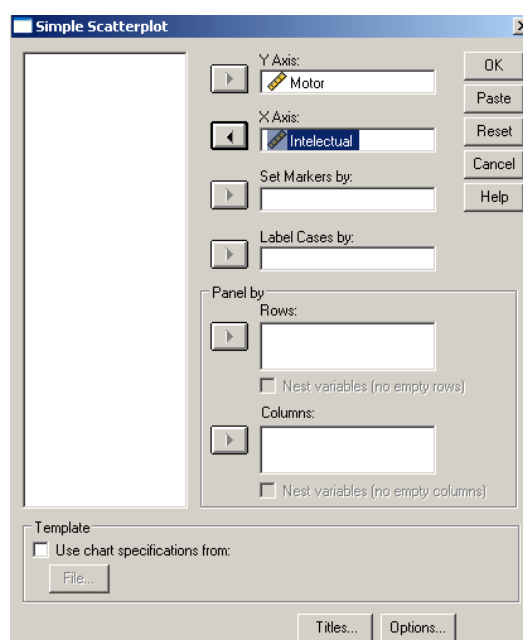 Simple Scatterplot
Y Axis:
Motor
OK
Paste
X Axis:
Intelectual
Reset
Cancel
Set Markers by:
Help
Label Cases by:
Panel by
Rows:
Nest variables (no empty rows)
Columns:
Nest variables (no empty columns)
Template
Use chart specifications from:
File...
Titles...
Options...